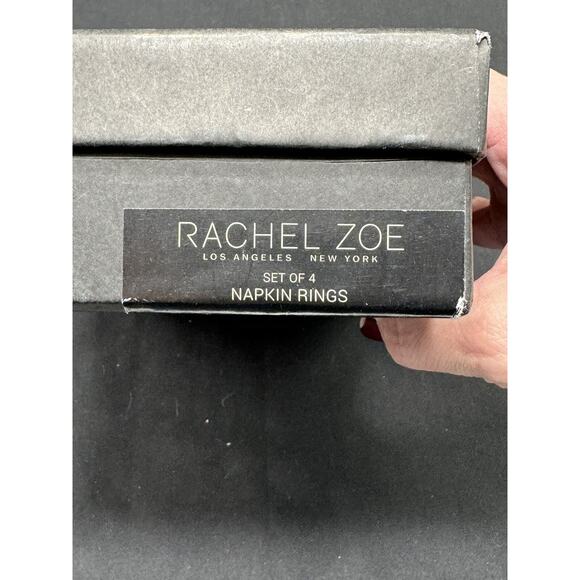 RACHEL ZOE
LOS ANGELES NEW YORK
SET OF 4
NAPKIN RINGS